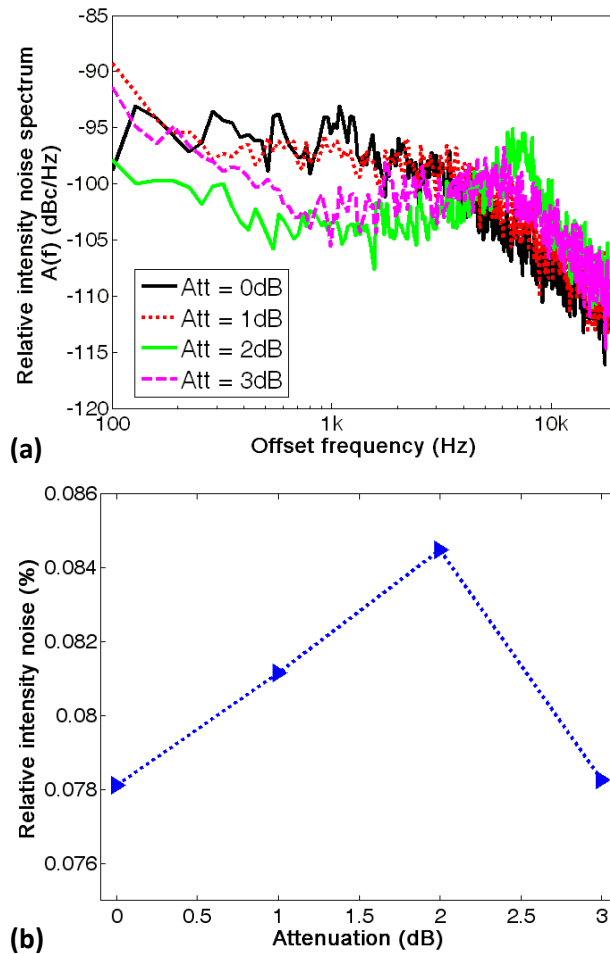 -85
-90
-95
-100
-105
-110
-115
-120
Relative intensity noise spectrum
A(f) (dBc/Hz)
Att = 0dB
Att = 1dB
Att = 2dB
Att = 3dB
100
1k
10k
Offset frequency (Hz)
(a)
0.086
0.084
0.082
0.08
0.078
0.076
Relative intensity noise (%)
0
0.5
1
1.5
2
2.5
3
Attenuation (dB)
(b)